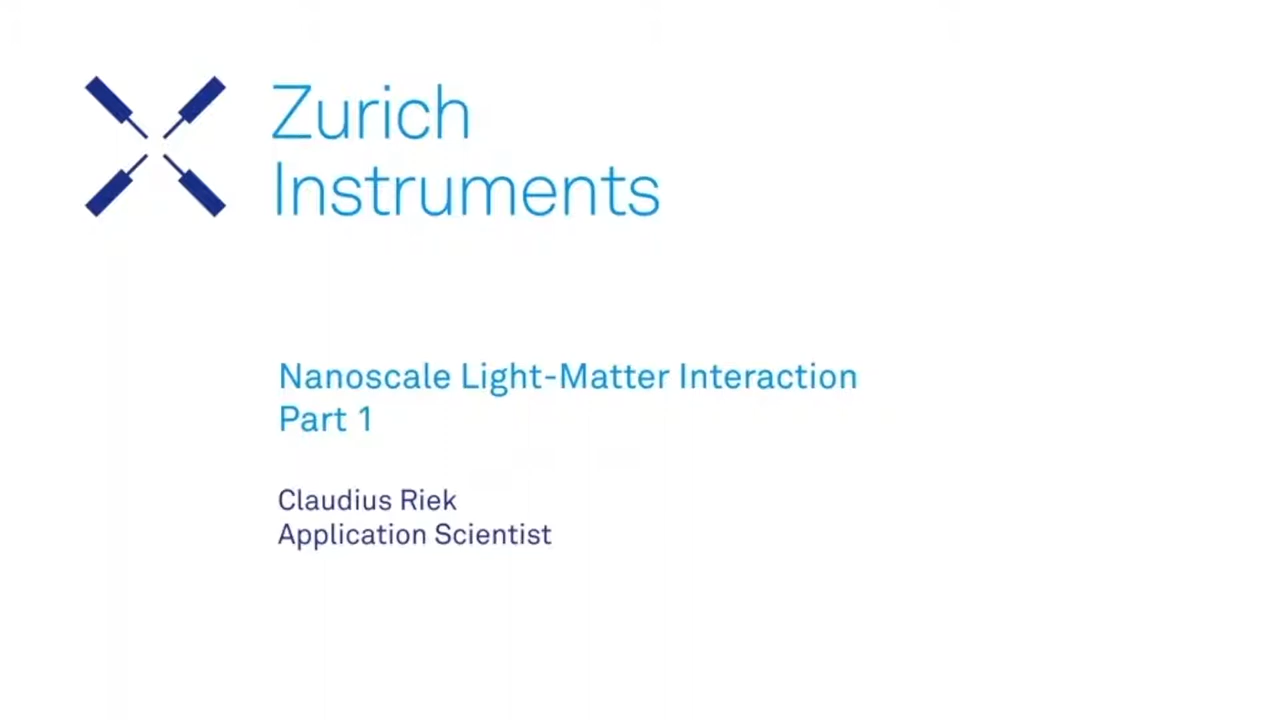 Zurich
Instruments
Nanoscale Light-Matter Interaction
Part 1
Claudius Riek
Application Scientist